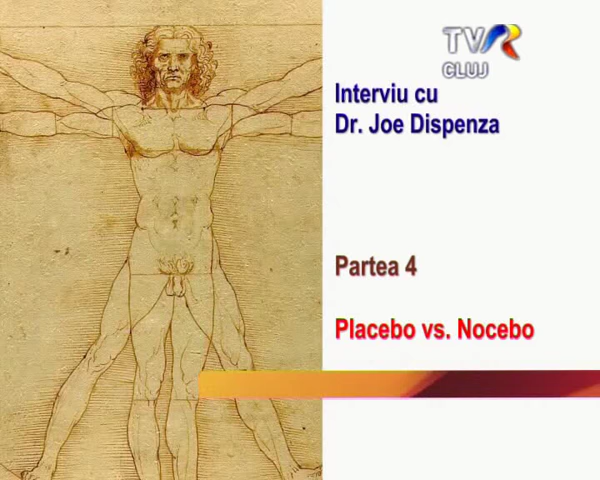 TVR
CLUJ
Interviu cu
Dr. Joe Dispenza
Partea 4
Placebo vs. Nocebo